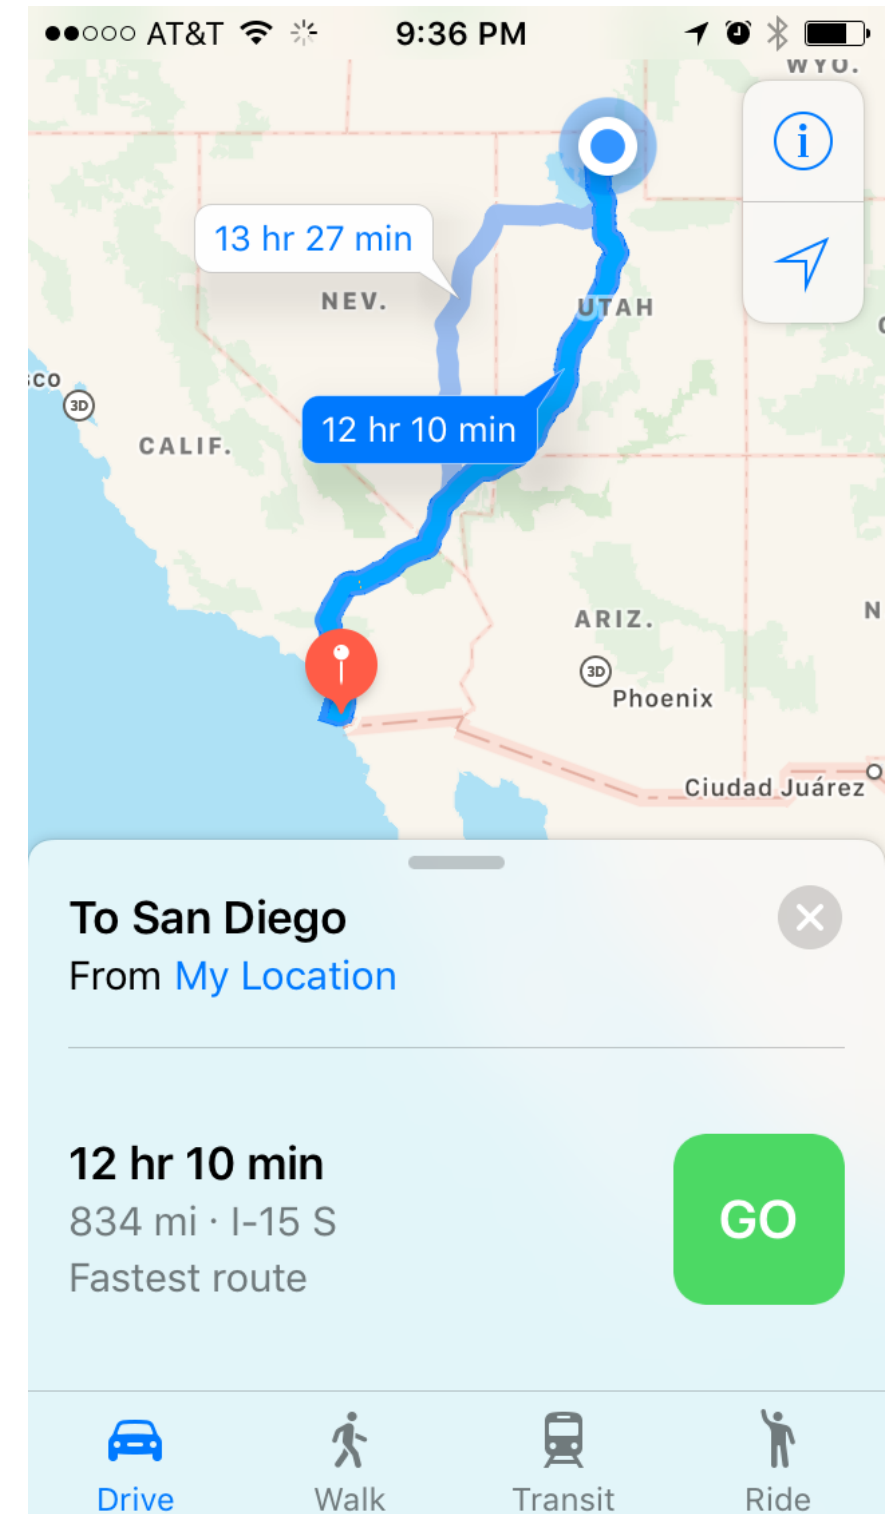 AT&T 9:36 PM
WYO.
13 hr 27 min
NEV.
UTAH
3D
CALIF.
12 hr 10 min
ARIZ.
3D
Phoenix
Ciudad Juárez
To San Diego
From My Location
12 hr 10 min
834 mi · I-15 S
Fastest route
GO
Drive Walk Transit Ride